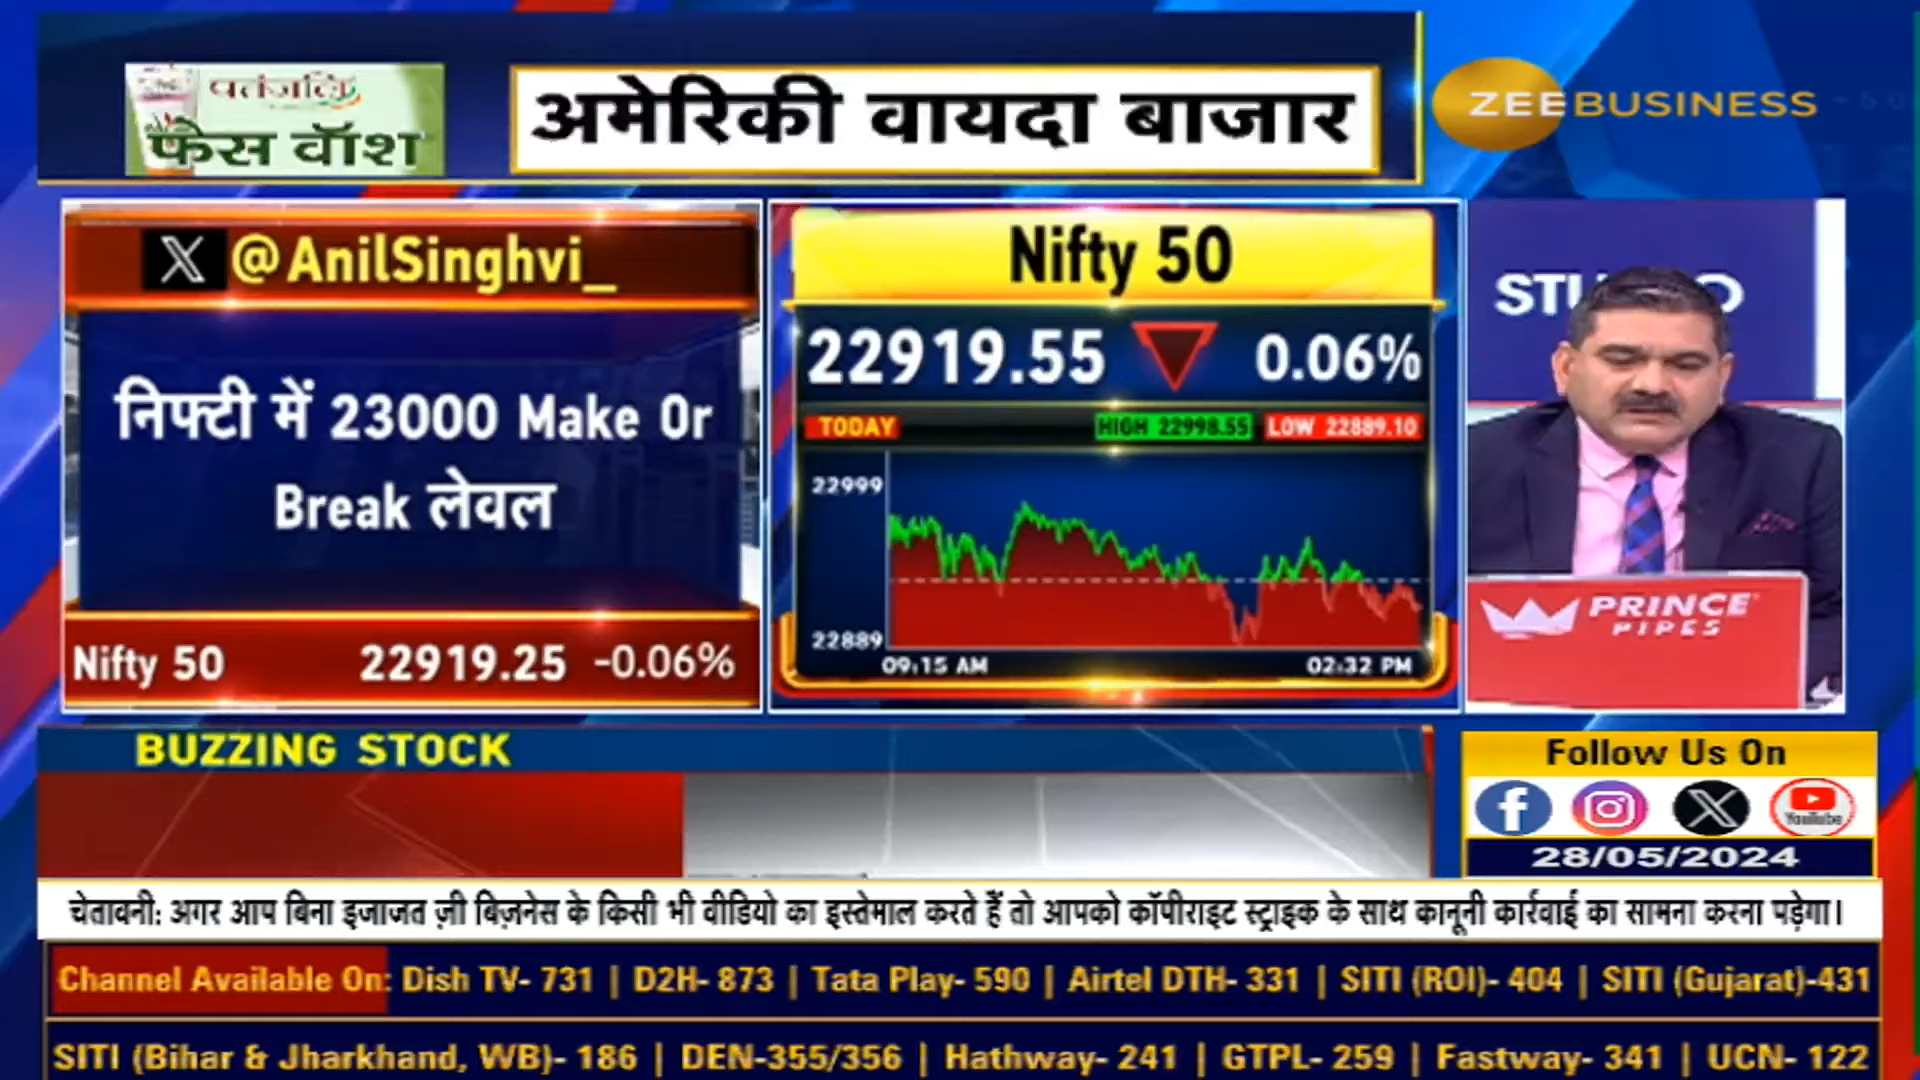 पतंजलि
फेस वॉश
अमेरिकी वायदा बाजार
ZEEBUSINESS
X @AnilSinghvi_
निफ्टी में 23000 Make Or
Break लेवल
Nifty 50 22919.25 -0.06%
Nifty 50
22919.55 0.06%
TODAY HIGH 22998.55 LOW 22889.10
22999
22889
09:15 AM 02:32 PM
PRINCE
PIPES
BUZZING STOCK
Follow Us On
YouTube
28/05/2024
चेतावनी: अगर आप बिना इजाजत ज़ी बिज़नेस के किसी भी वीडियो का इस्तेमाल करते हैं तो आपको कॉपीराइट स्ट्राइक के साथ कानूनी कार्रवाई का सामना करना पड़ेगा।
Channel Available On: Dish TV- 731 | D2H- 873 | Tata Play- 590 | Airtel DTH- 331 | SITI (ROI)- 404 | SITI (Gujarat)-431
SITI (Bihar & Jharkhand, WB)- 186 | DEN-355/356 | Hathway- 241 | GTPL- 259 | Fastway- 341 | UCN- 122